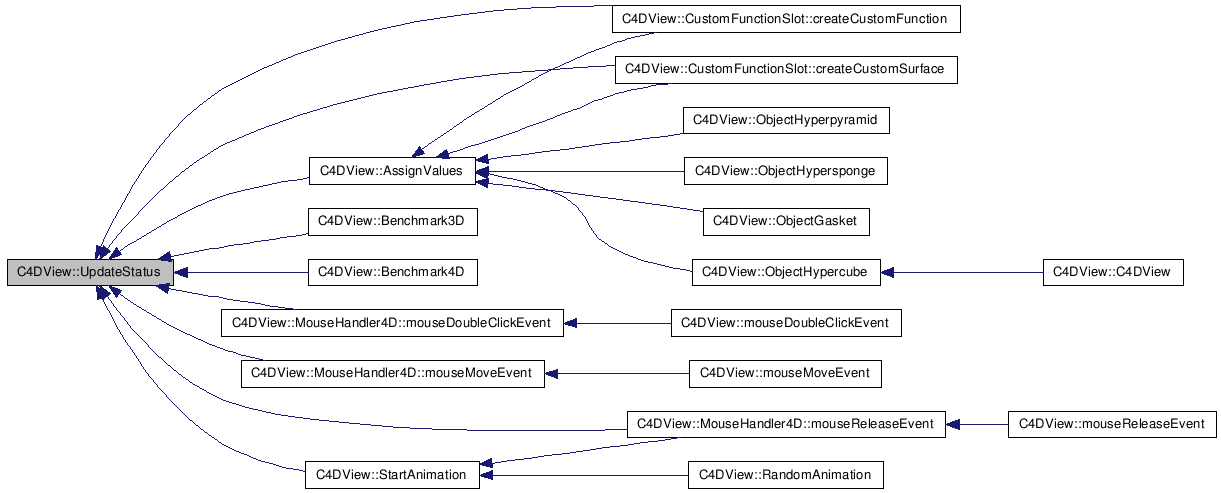 C4DView::CustomFunctionSlot::createCustomFunction
C4DView::CustomFunctionSlot::createCustomSurface
C4DView::ObjectHyperpyramid
C4DView::AssignValues
C4DView::ObjectHypersponge
C4DView::Benchmark3D
C4DView::ObjectGasket
C4DView::UpdateStatus
C4DView::Benchmark4D
C4DView::ObjectHypercube
C4DView::C4DView
C4DView::MouseHandler4D::mouseDoubleClickEvent
C4DView::mouseDoubleClickEvent
C4DView::MouseHandler4D::mouseMoveEvent
C4DView::mouseMoveEvent
C4DView::MouseHandler4D::mouseReleaseEvent
C4DView::mouseReleaseEvent
C4DView::StartAnimation
C4DView::RandomAnimation